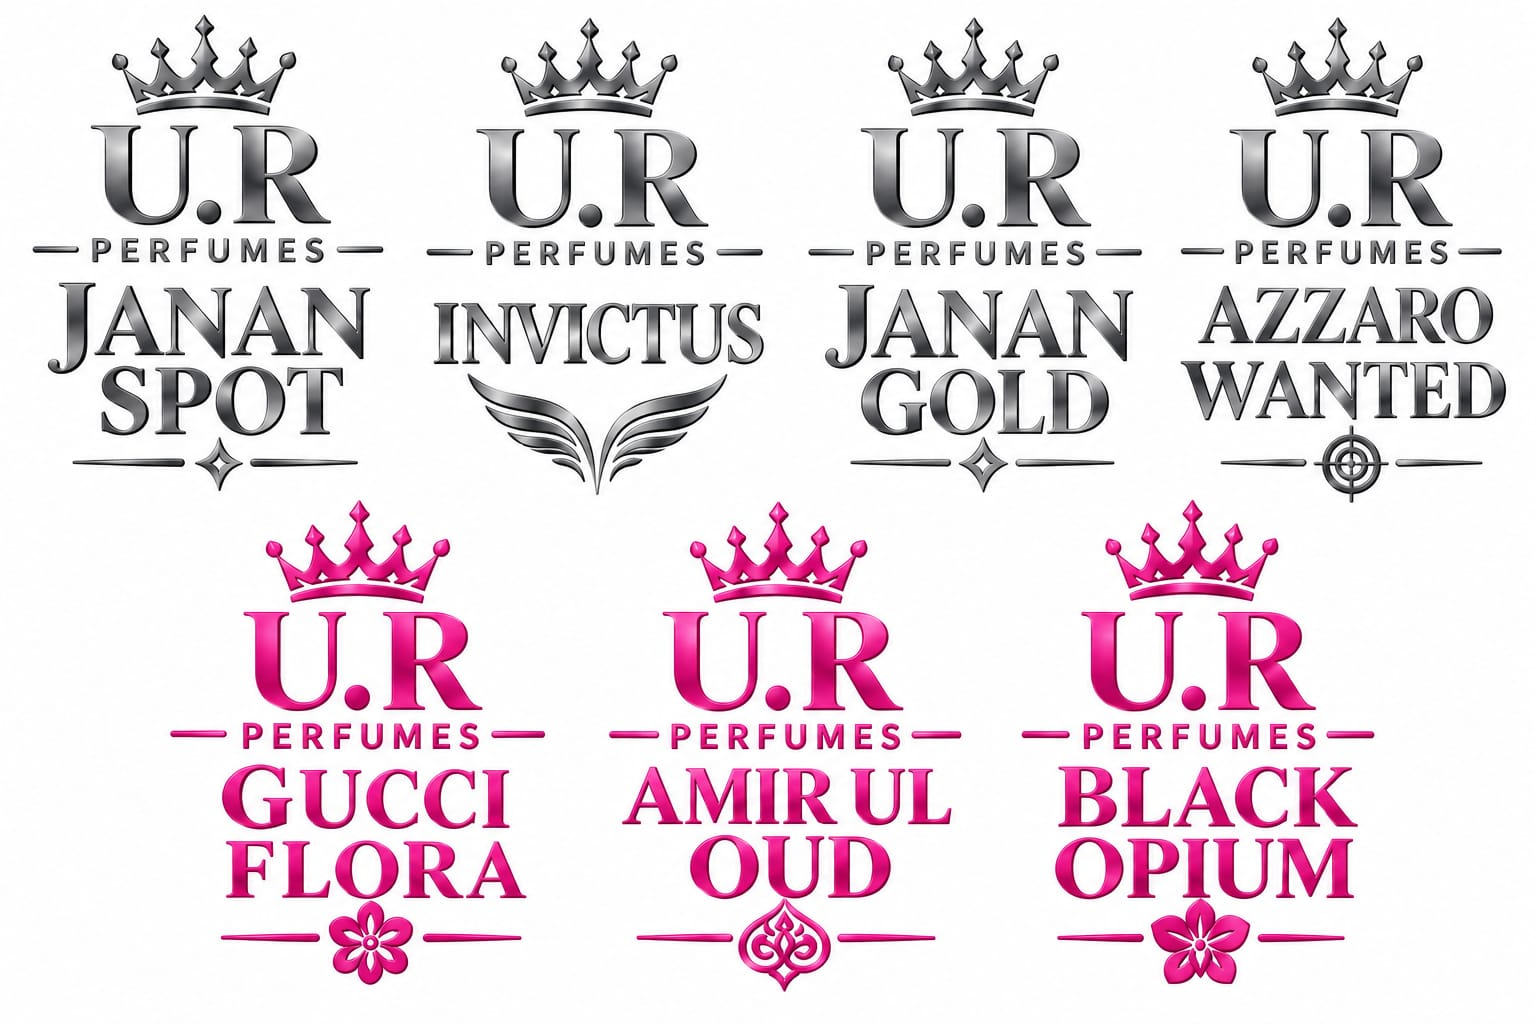 U.R
PERFUMES
JANAN
SPOT
U.R
PERFUMES
INVICTUS
U.R
PERFUMES
JANAN
GOLD
U.R
PERFUMES
AZZARO
WANTED
U.R
PERFUMES
GUCCI
FLORA
U.R
PERFUMES
AMIR UL
OUD
U.R
PERFUMES
BLACK
OPIUM